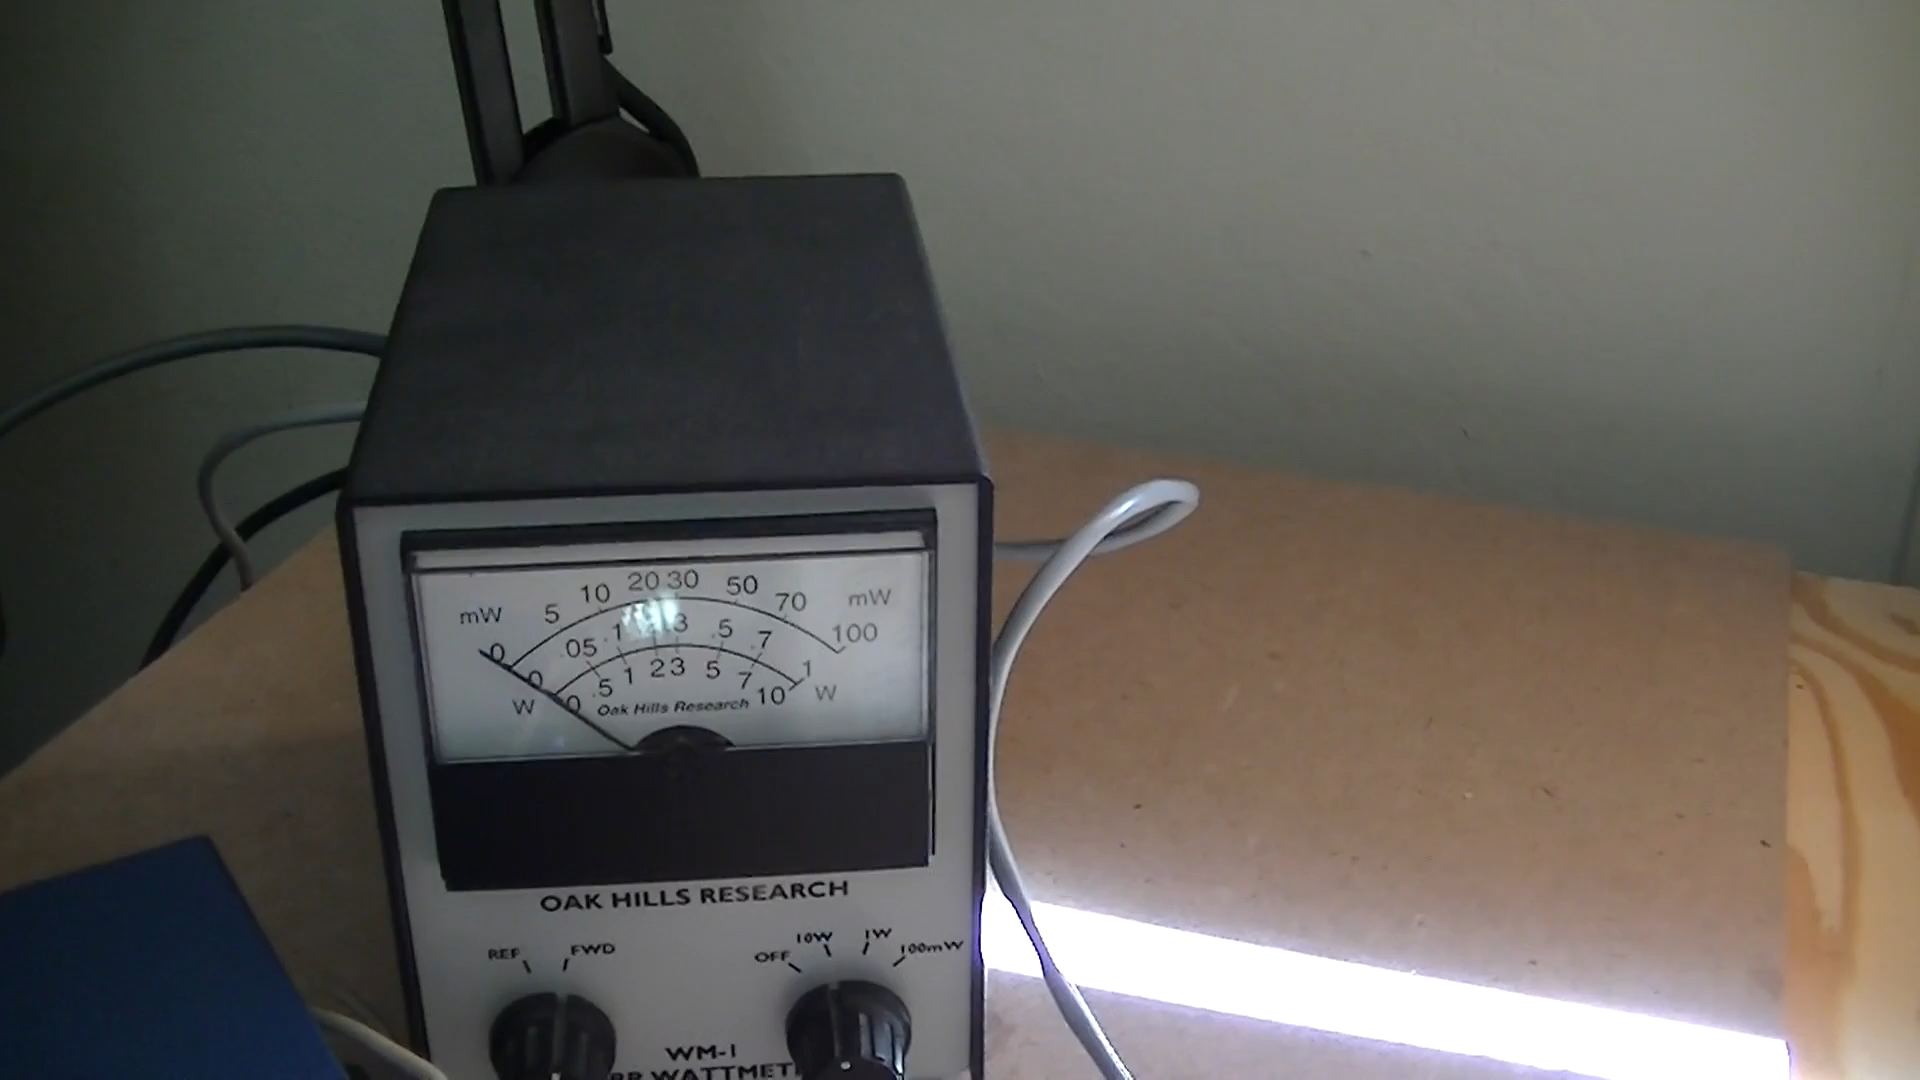 20 30
10 50
5 70
mW mW
0 100
.1 .3 .5 .7
.05
0 1
.5 1 2 3 5 7
0 10
W W
Oak Hills Research
OAK HILLS RESEARCH
REF FWD
OFF 10W 1W 100mW
WM-1